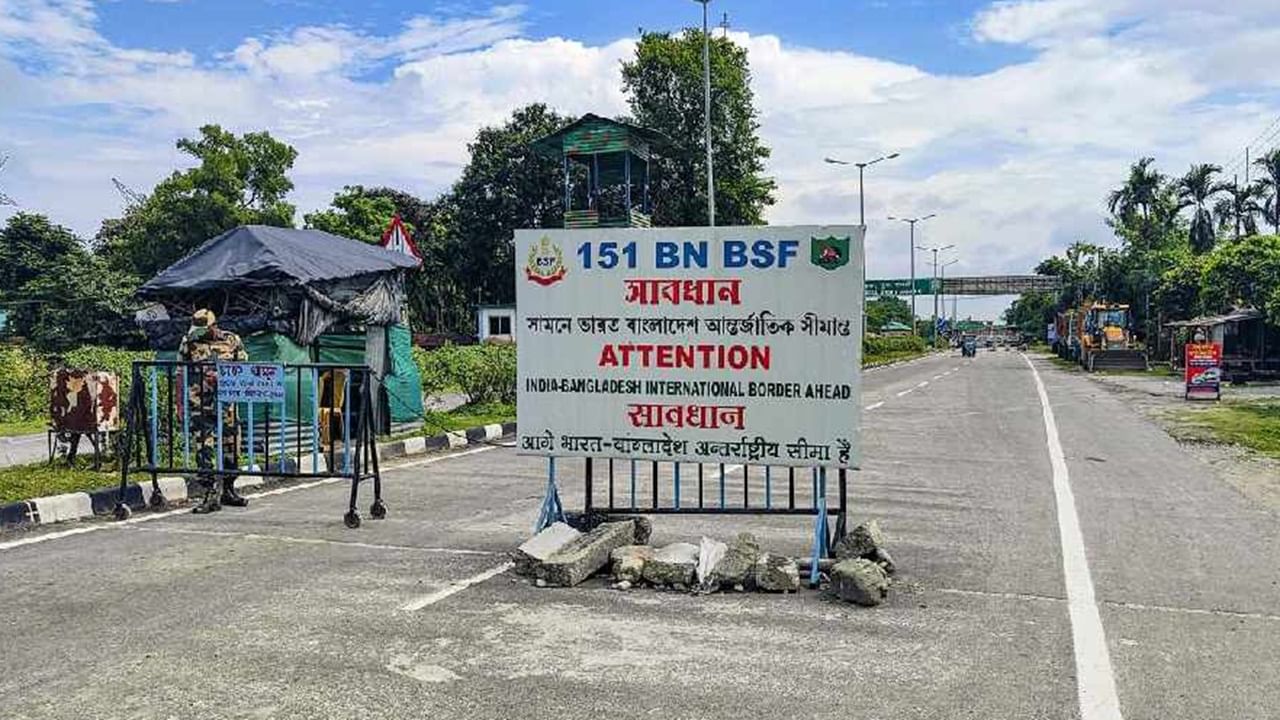 BSF
151 BN BSF
সাবধান
সামনে ভারত বাংলাদেশ আন্তর্জাতিক সীমান্ত
ATTENTION
INDIA-BANGLADESH INTERNATIONAL BORDER AHEAD
सावधान
आगे भारत-बांग्लादेश अन्तर्राष्ट्रीय सीमा है